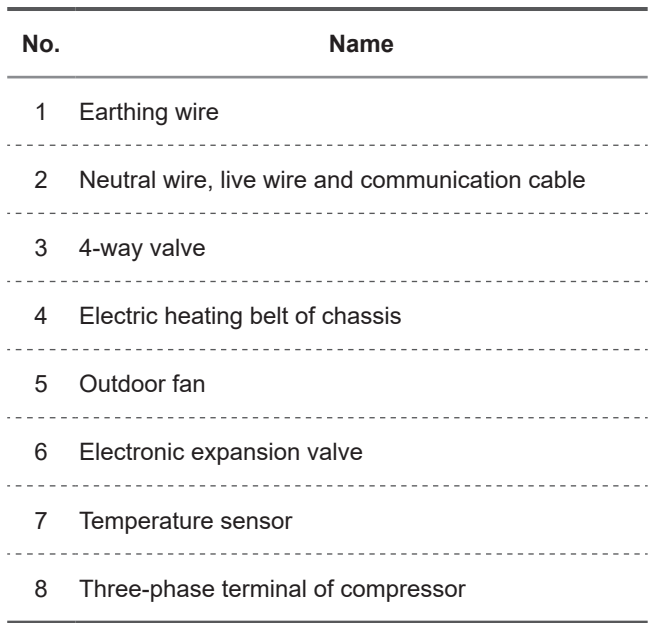 No. Name
1 Earthing wire
2 Neutral wire, live wire and communication cable
3 4-way valve
4 Electric heating belt of chassis
5 Outdoor fan
6 Electronic expansion valve
7 Temperature sensor
8 Three-phase terminal of compressor